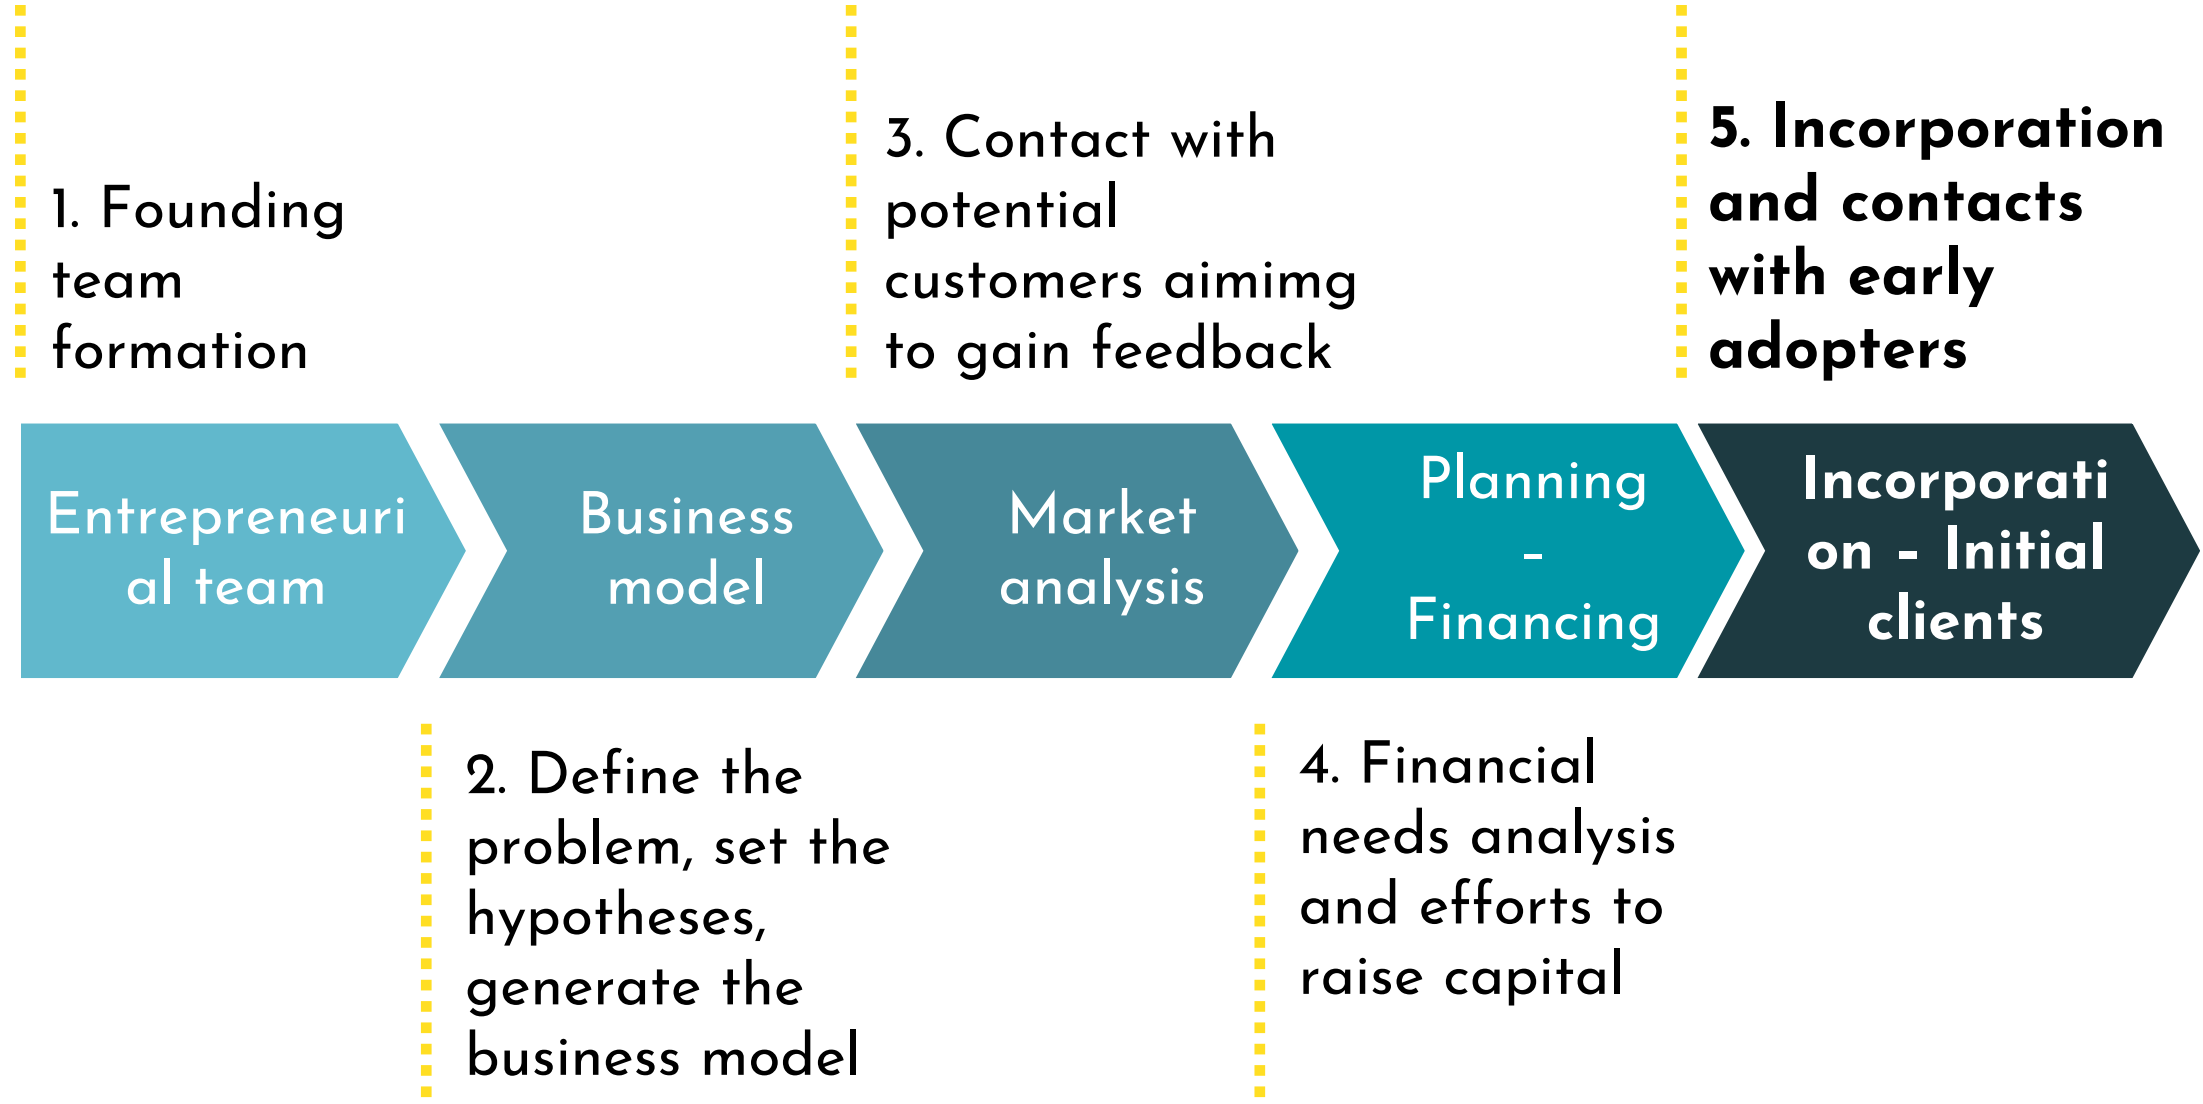 1. Founding
team
formation
3. Contact with
potential
customers aimimg
to gain feedback
5. Incorporation
and contacts
with early
adopters
Entrepreneuri
al team
Business
model
Market
analysis
Planning
–
Financing
Incorporati
on – Initial
clients
2. Define the
problem, set the
hypotheses,
generate the
business model
4. Financial
needs analysis
and efforts to
raise capital